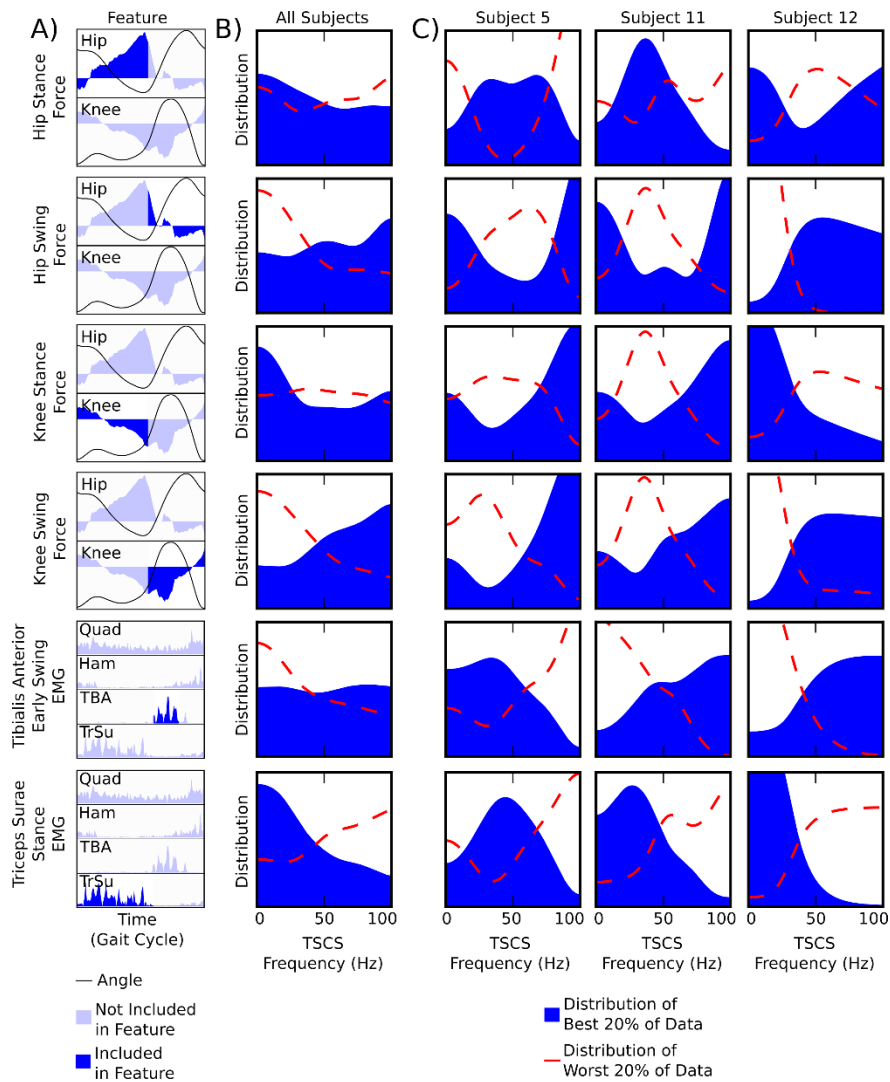 A)
Feature
B)
All Subjects
C)
Subject 5
Subject 11
Subject 12
Hip Stance
Force
Hip
Knee
Distribution
Hip Swing
Force
Hip
Knee
Distribution
Knee Stance
Force
Hip
Knee
Distribution
Knee Swing
Force
Hip
Knee
Distribution
Tibialis Anterior
Early Swing
EMG
Quad
Ham
TBA
TrSu
Distribution
Triceps Surae
Stance
EMG
Quad
Ham
TBA
TrSu
Distribution
Time
(Gait Cycle)
0 50 100
TSCS
Frequency (Hz)
0 50 100
TSCS
Frequency (Hz)
0 50 100
TSCS
Frequency (Hz)
0 50 100
TSCS
Frequency (Hz)
Angle
Not Included
in Feature
Included
in Feature
Distribution of
Best 20% of Data
Distribution of
Worst 20% of Data